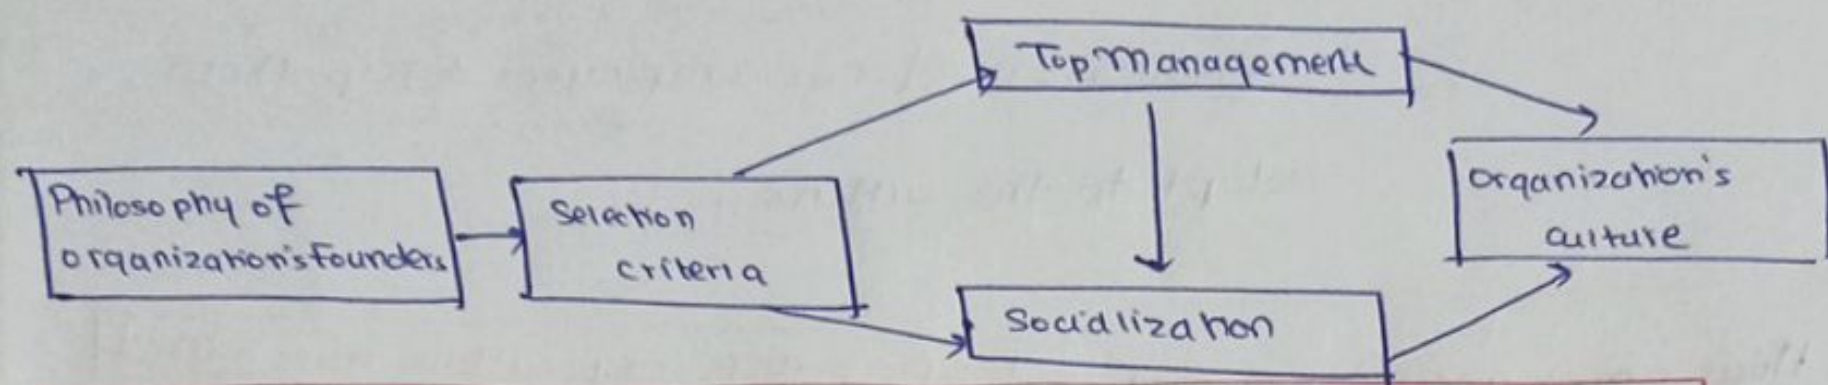 Top Management
Philosophy of
organization's founders
Selection
criteria
organization's
culture
Socialization